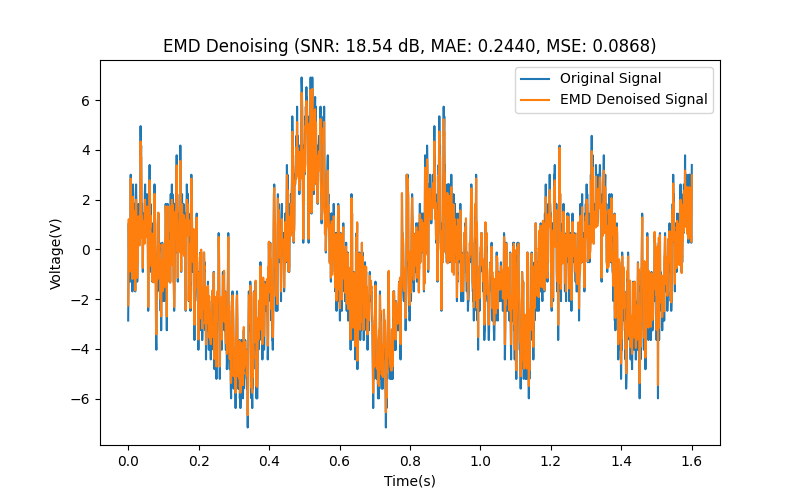 EMD Denoising (SNR: 18.54 dB, MAE: 0.2440, MSE: 0.0868)
Original Signal
EMD Denoised Signal
Voltage(V)
6
4
2
0
−2
−4
−6
0.0 0.2 0.4 0.6 0.8 1.0 1.2 1.4 1.6
Time(s)